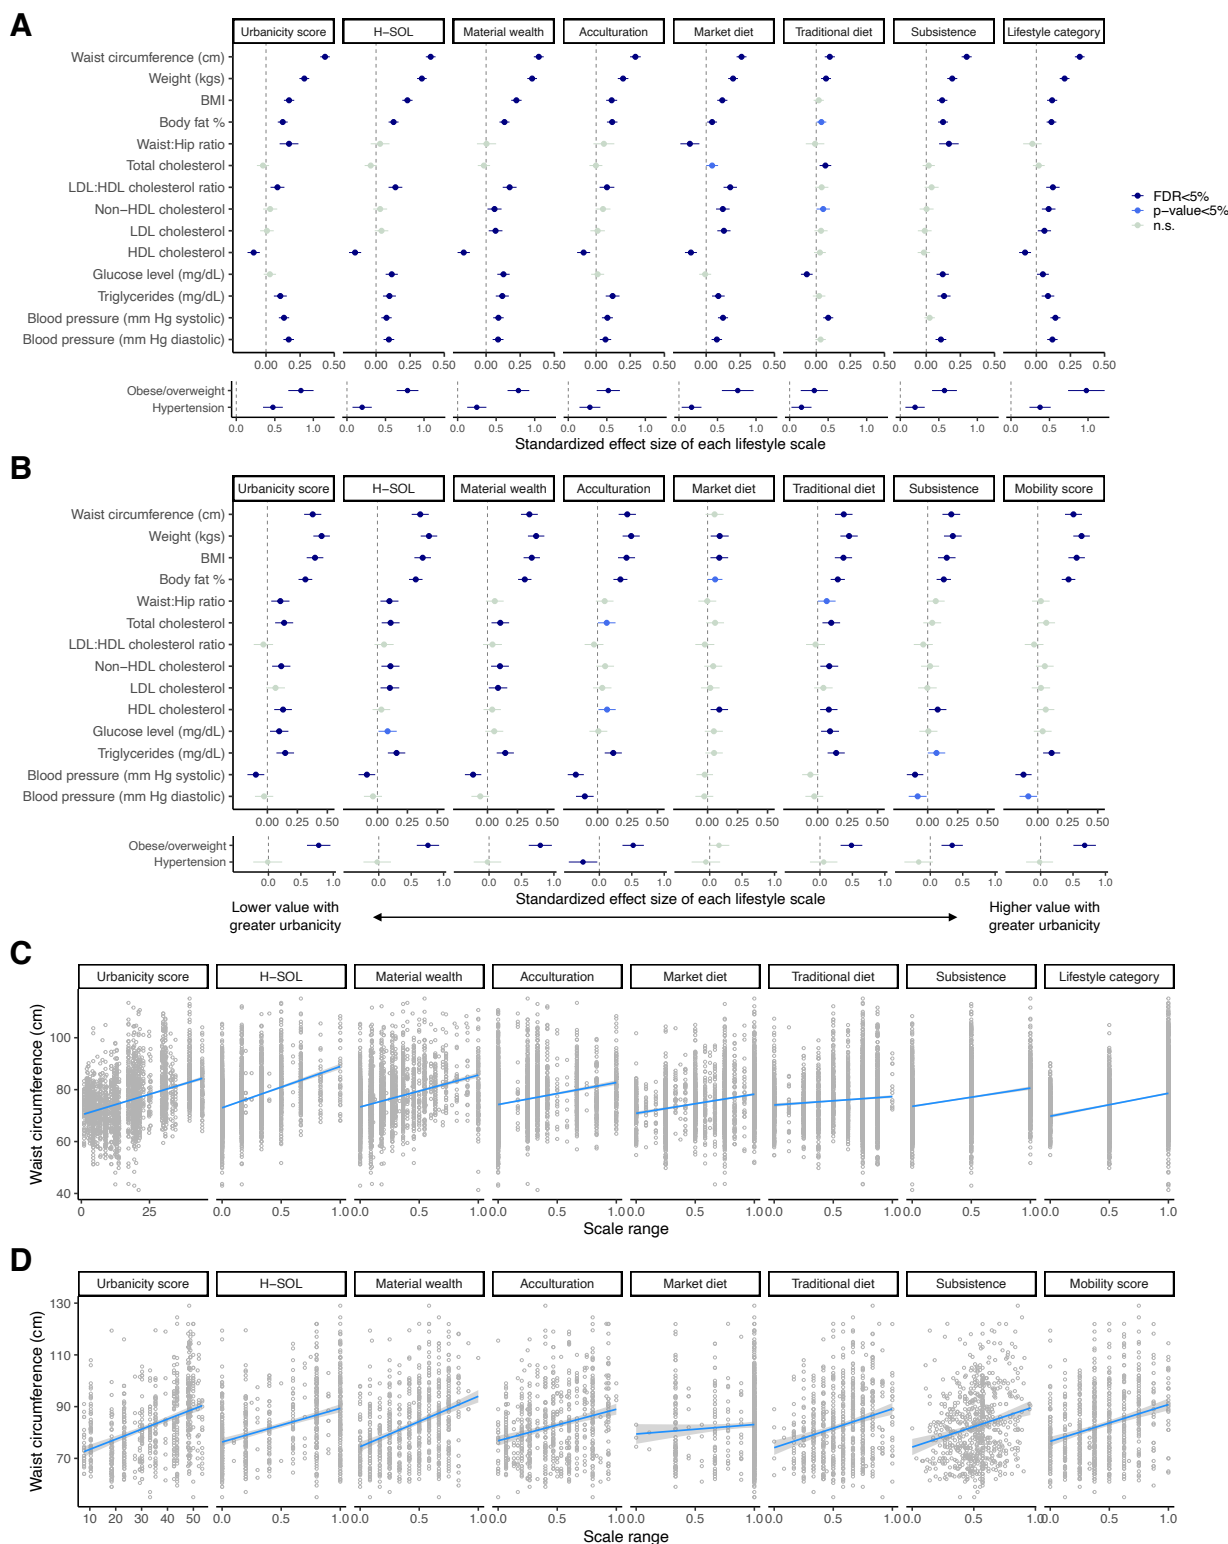 A
Urbanicity score H−SOL Material wealth Acculturation Market diet Traditional diet Subsistence Lifestyle category
Waist circumference (cm)
Weight (kgs)
BMI
Body fat %
Waist:Hip ratio
Total cholesterol
LDL:HDL cholesterol ratio
Non−HDL cholesterol
LDL cholesterol
HDL cholesterol
Glucose level (mg/dL)
Triglycerides (mg/dL)
Blood pressure (mm Hg systolic)
Blood pressure (mm Hg diastolic)
FDR<5%
p−value<5%
n.s.
0.00 0.25 0.50 0.00 0.25 0.50 0.00 0.25 0.50 0.00 0.25 0.50 0.00 0.25 0.50 0.00 0.25 0.50 0.00 0.25 0.50 0.00 0.25 0.50
Obese/overweight
Hypertension
0.0 0.5 1.0 0.0 0.5 1.0 0.0 0.5 1.0 0.0 0.5 1.0 0.0 0.5 1.0 0.0 0.5 1.0 0.0 0.5 1.0 0.0 0.5 1.0
Standardized effect size of each lifestyle scale
B
Urbanicity score H−SOL Material wealth Acculturation Market diet Traditional diet Subsistence Mobility score
Waist circumference (cm)
Weight (kgs)
BMI
Body fat %
Waist:Hip ratio
Total cholesterol
LDL:HDL cholesterol ratio
Non−HDL cholesterol
LDL cholesterol
HDL cholesterol
Glucose level (mg/dL)
Triglycerides (mg/dL)
Blood pressure (mm Hg systolic)
Blood pressure (mm Hg diastolic)
0.00 0.25 0.50 0.00 0.25 0.50 0.00 0.25 0.50 0.00 0.25 0.50 0.00 0.25 0.50 0.00 0.25 0.50 0.00 0.25 0.50 0.00 0.25 0.50
Obese/overweight
Hypertension
0.0 0.5 1.0 0.0 0.5 1.0 0.0 0.5 1.0 0.0 0.5 1.0 0.0 0.5 1.0 0.0 0.5 1.0 0.0 0.5 1.0 0.0 0.5 1.0
Standardized effect size of each lifestyle scale
Lower value with
greater urbanicity
Higher value with
greater urbanicity
C
Urbanicity score H−SOL Material wealth Acculturation Market diet Traditional diet Subsistence Lifestyle category
Waist circumference (cm)
100
80
60
40
0 25 0.0 0.5 1.0 0.0 0.5 1.0 0.0 0.5 1.0 0.0 0.5 1.0 0.0 0.5 1.0 0.0 0.5 1.0 0.0 0.5 1.0
Scale range
D
Urbanicity score H−SOL Material wealth Acculturation Market diet Traditional diet Subsistence Mobility score
Waist circumference (cm)
130
110
90
70
10 20 30 40 50 0.0 0.5 1.0 0.0 0.5 1.0 0.0 0.5 1.0 0.0 0.5 1.0 0.0 0.5 1.0 0.0 0.5 1.0 0.0 0.5 1.0
Scale range